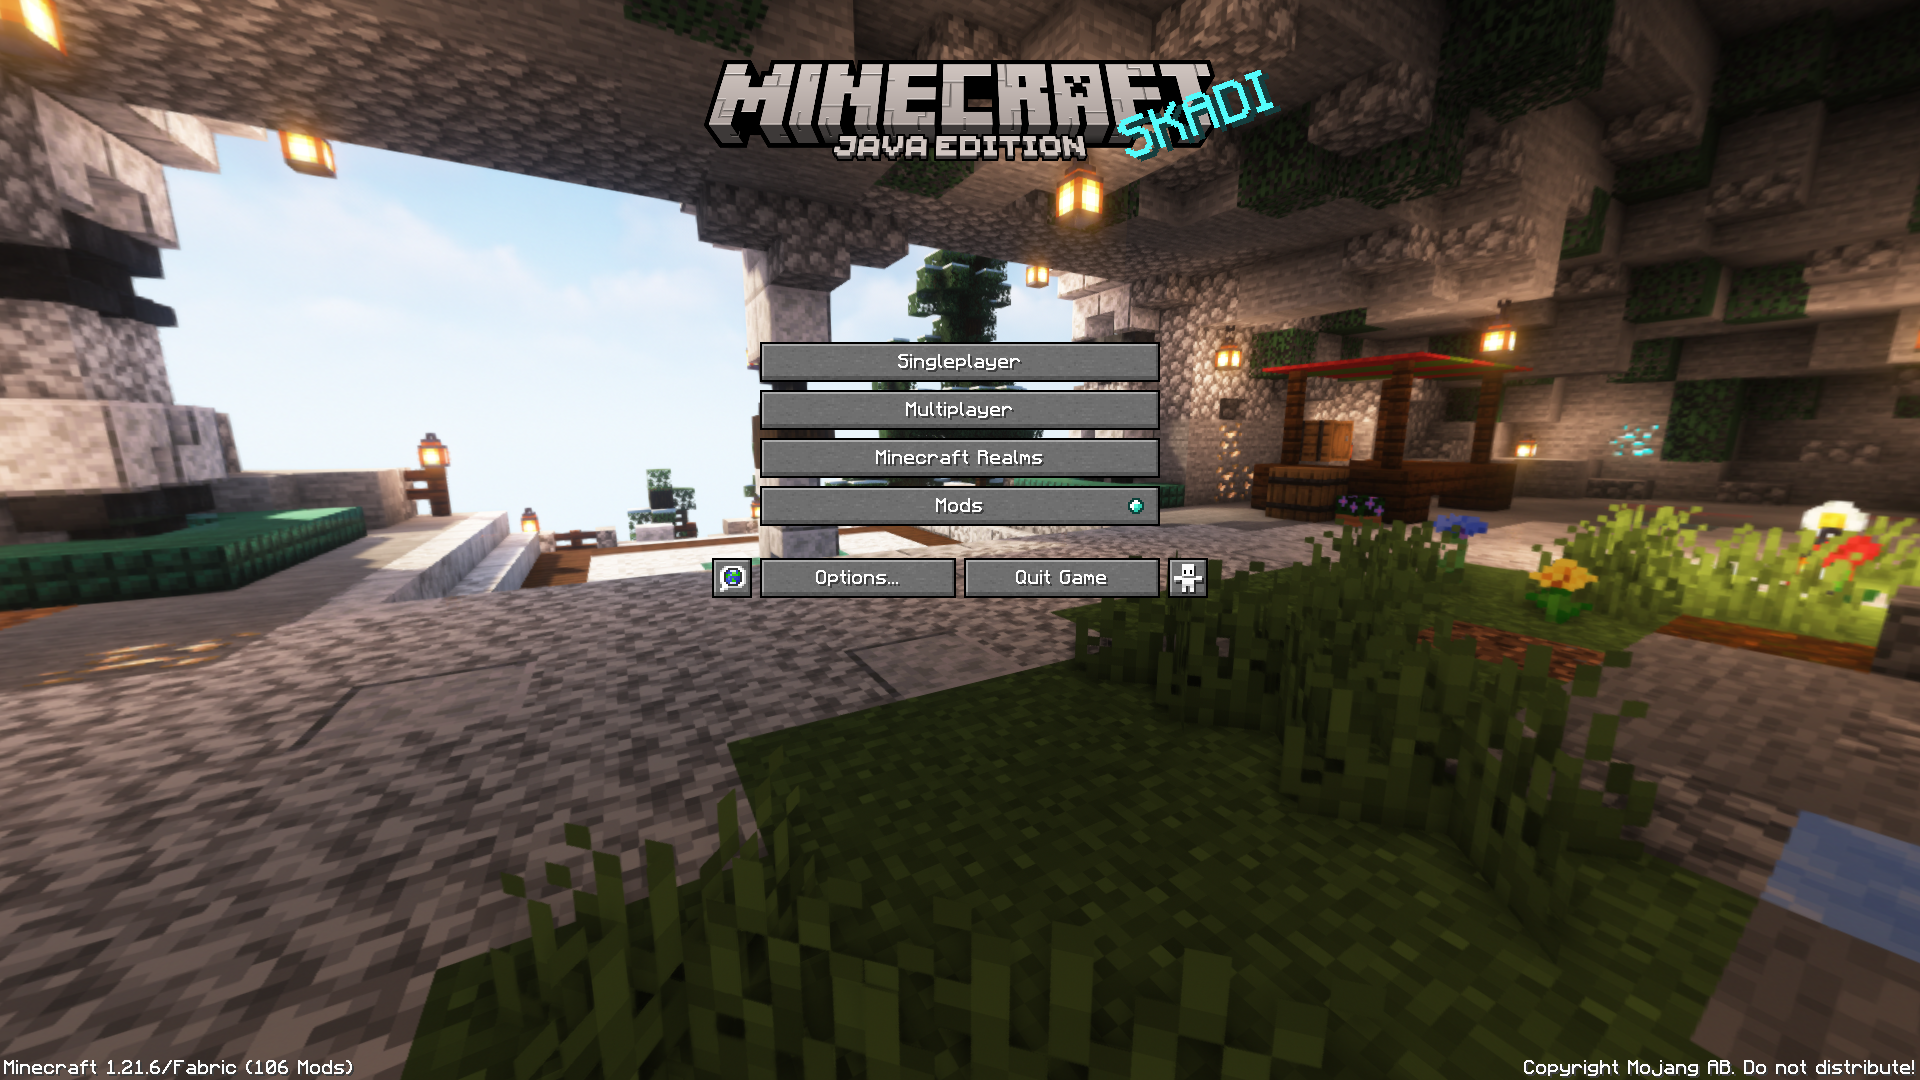 MINECRAFT
JAVA EDITION
SKADI
Singleplayer
Multiplayer
Minecraft Realms
Mods
Options...
Quit Game
Minecraft 1.21.6/Fabric (106 Mods)
Copyright Mojang AB. Do not distribute!